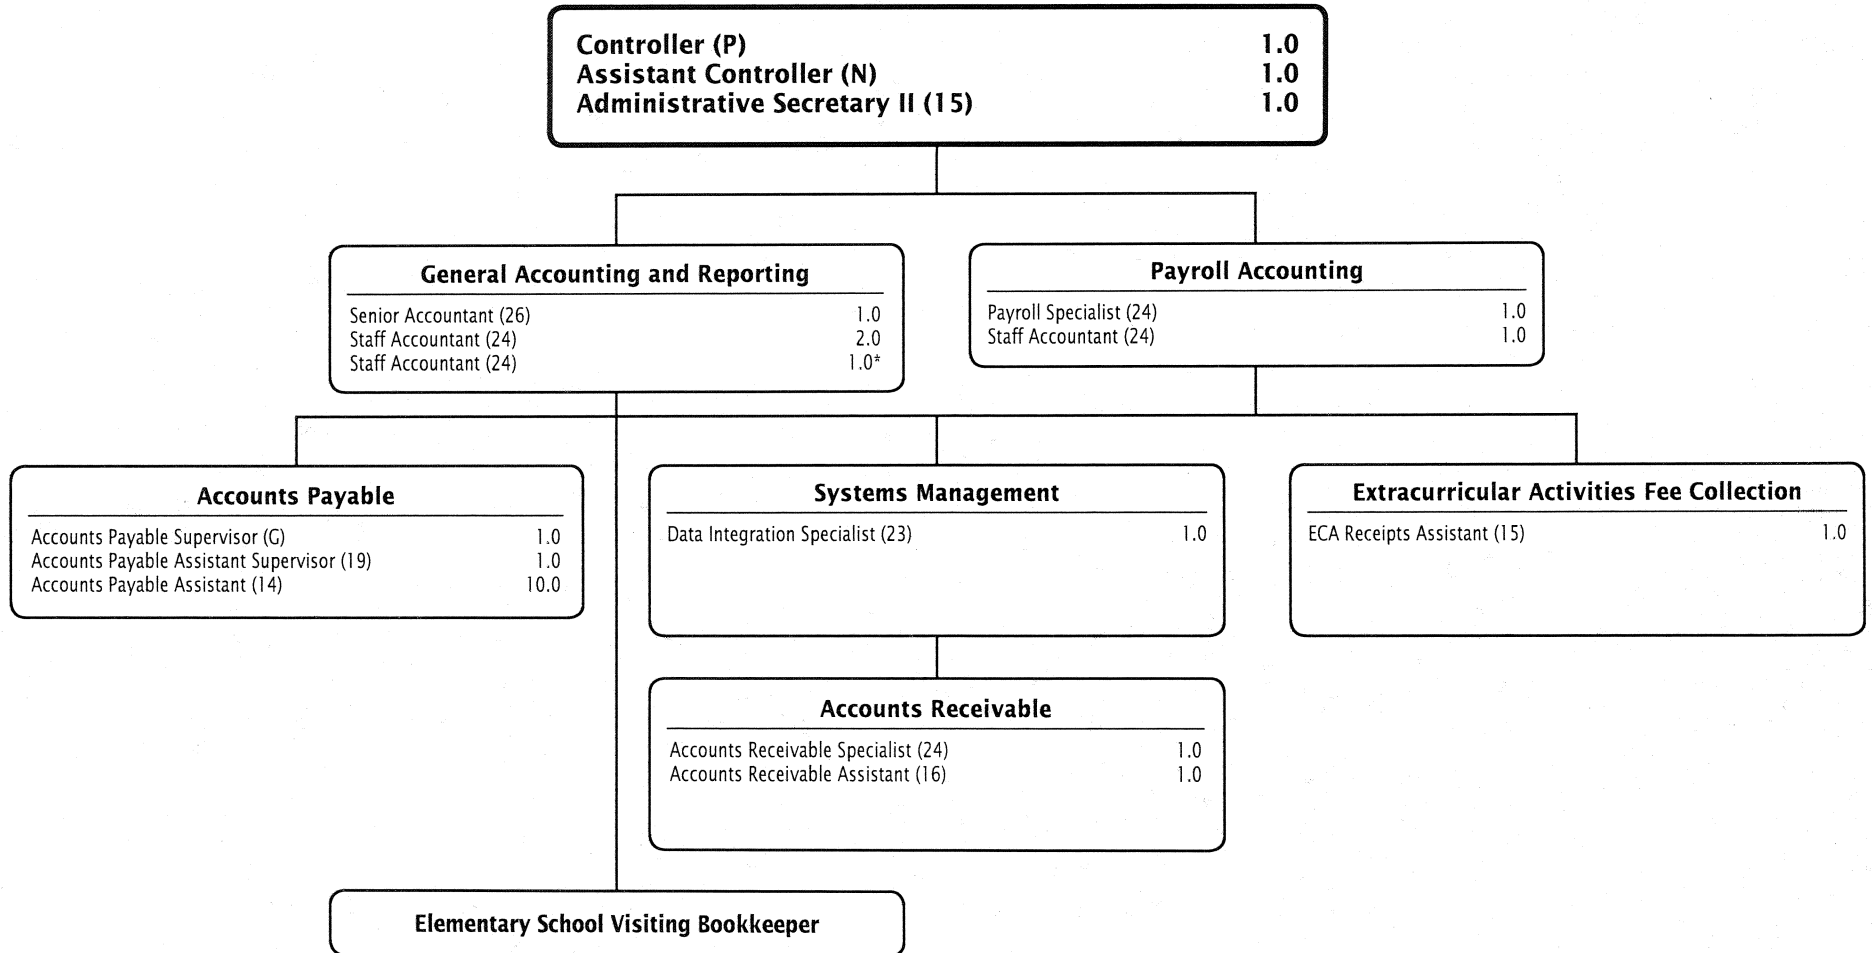 Controller (P) 1.0
Assistant Controller (N) 1.0
Administrative Secretary II (15) 1.0
General Accounting and Reporting
Senior Accountant (26) 1.0
Staff Accountant (24) 2.0
Staff Accountant (24) 1.0*
Payroll Accounting
Payroll Specialist (24) 1.0
Staff Accountant (24) 1.0
Accounts Payable
Accounts Payable Supervisor (G) 1.0
Accounts Payable Assistant Supervisor (19) 1.0
Accounts Payable Assistant (14) 10.0
Systems Management
Data Integration Specialist (23) 1.0
Extracurricular Activities Fee Collection
ECA Receipts Assistant (15) 1.0
Accounts Receivable
Accounts Receivable Specialist (24) 1.0
Accounts Receivable Assistant (16) 1.0
Elementary School Visiting Bookkeeper